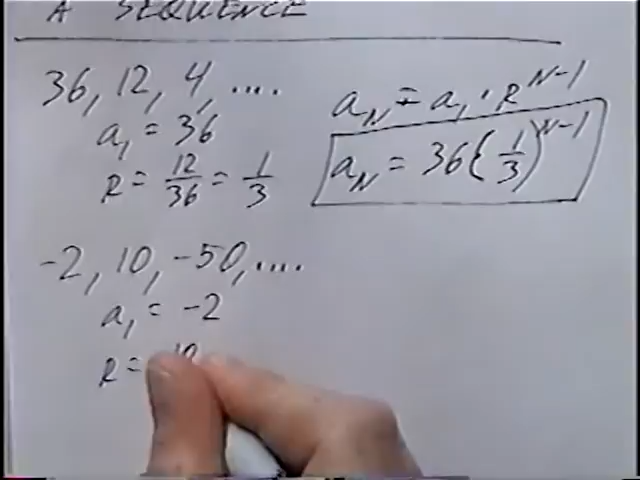 A SEQUENCE
36, 12, 4, ....
a₁ = 36
R = 12/36 = 1/3
aN = a₁ · R^N-1
aN = 36(1/3)^N-1
-2, 10, -50, ....
a₁ = -2
R = 10